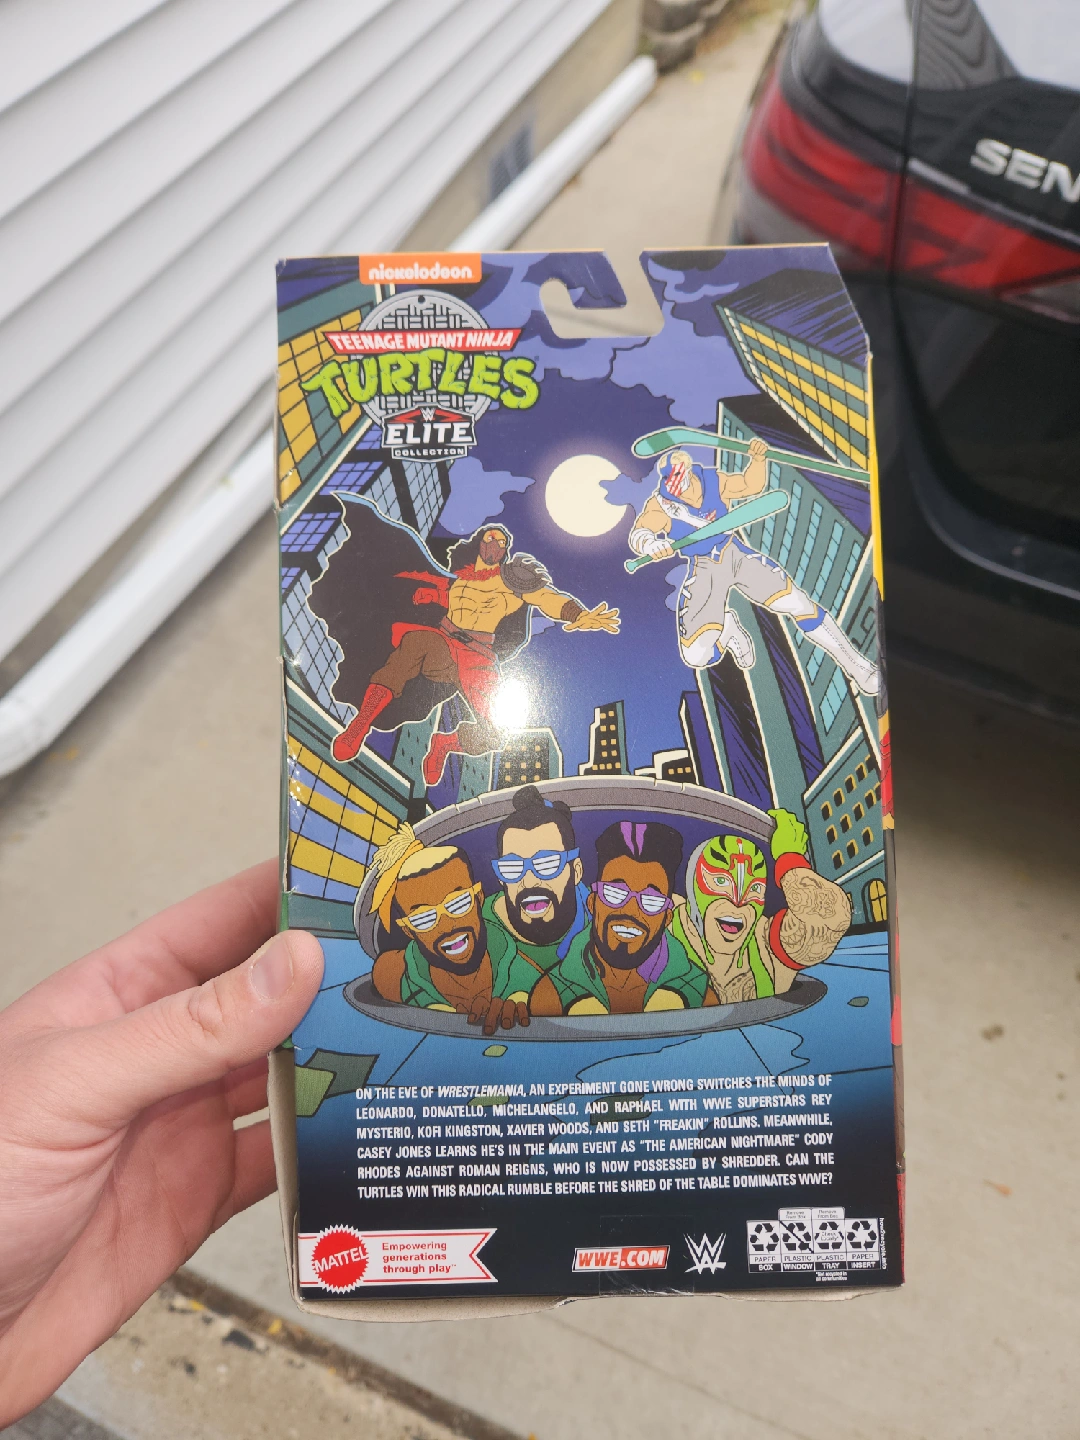 SEN
nickelodeon
TEENAGE MUTANT NINJA
TURTLES
W
ELITE
COLLECTION
ON THE EVE OF WRESTLEMANIA, AN EXPERIMENT GONE WRONG SWITCHES THE MINDS OF
LEONARDO, DONATELLO, MICHELANGELO, AND RAPHAEL WITH WWE SUPERSTARS REY
MYSTERIO, KOFI KINGSTON, XAVIER WOODS, AND SETH "FREAKIN" ROLLINS. MEANWHILE,
CASEY JONES LEARNS HE'S IN THE MAIN EVENT AS "THE AMERICAN NIGHTMARE" CODY
RHODES AGAINST ROMAN REIGNS, WHO IS NOW POSSESSED BY SHREDDER. CAN THE
TURTLES WIN THIS RADICAL RUMBLE BEFORE THE SHRED OF THE TABLE DOMINATES WWE?
MATTEL
Empowering
generations
through play™
WWE.COM
W
PAPER
BOX
PLASTIC
WINDOW
PLASTIC
TRAY
PAPER
INSERT